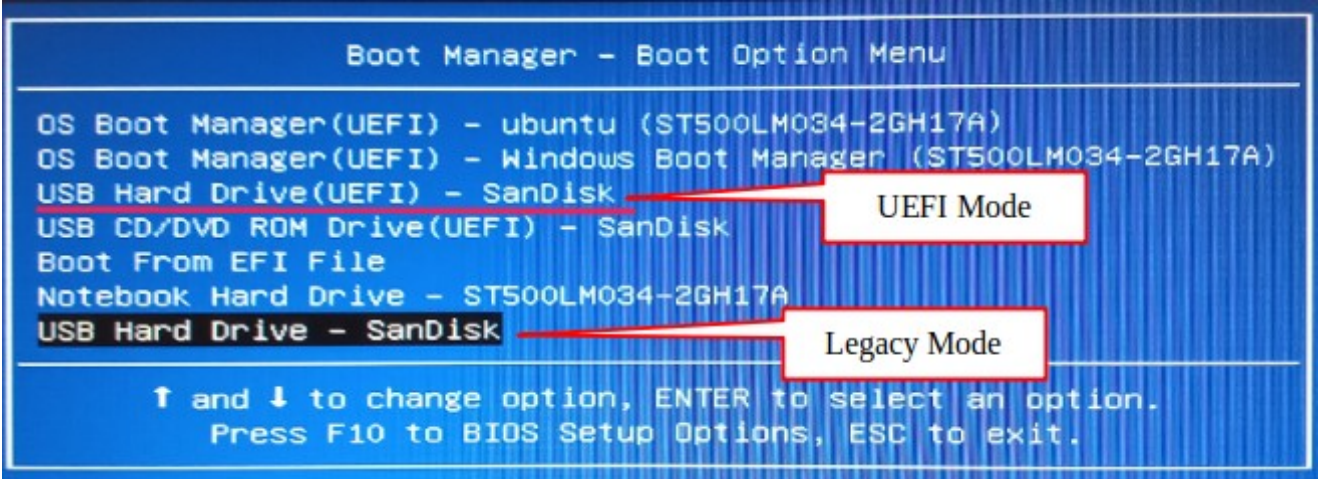 Boot Manager – Boot Option Menu
OS Boot Manager(UEFI) – ubuntu (ST500LM034-2GH17A)
OS Boot Manager(UEFI) – Windows Boot Manager (ST500LM034-2GH17A)
USB Hard Drive(UEFI) – SanDisk
UEFI Mode
USB CD/DVD ROM Drive(UEFI) – SanDisk
Boot From EFI File
Notebook Hard Drive – ST500LM034-2GH17A
USB Hard Drive – SanDisk
Legacy Mode
↑ and ↓ to change option, ENTER to select an option.
Press F10 to BIOS Setup Options, ESC to exit.